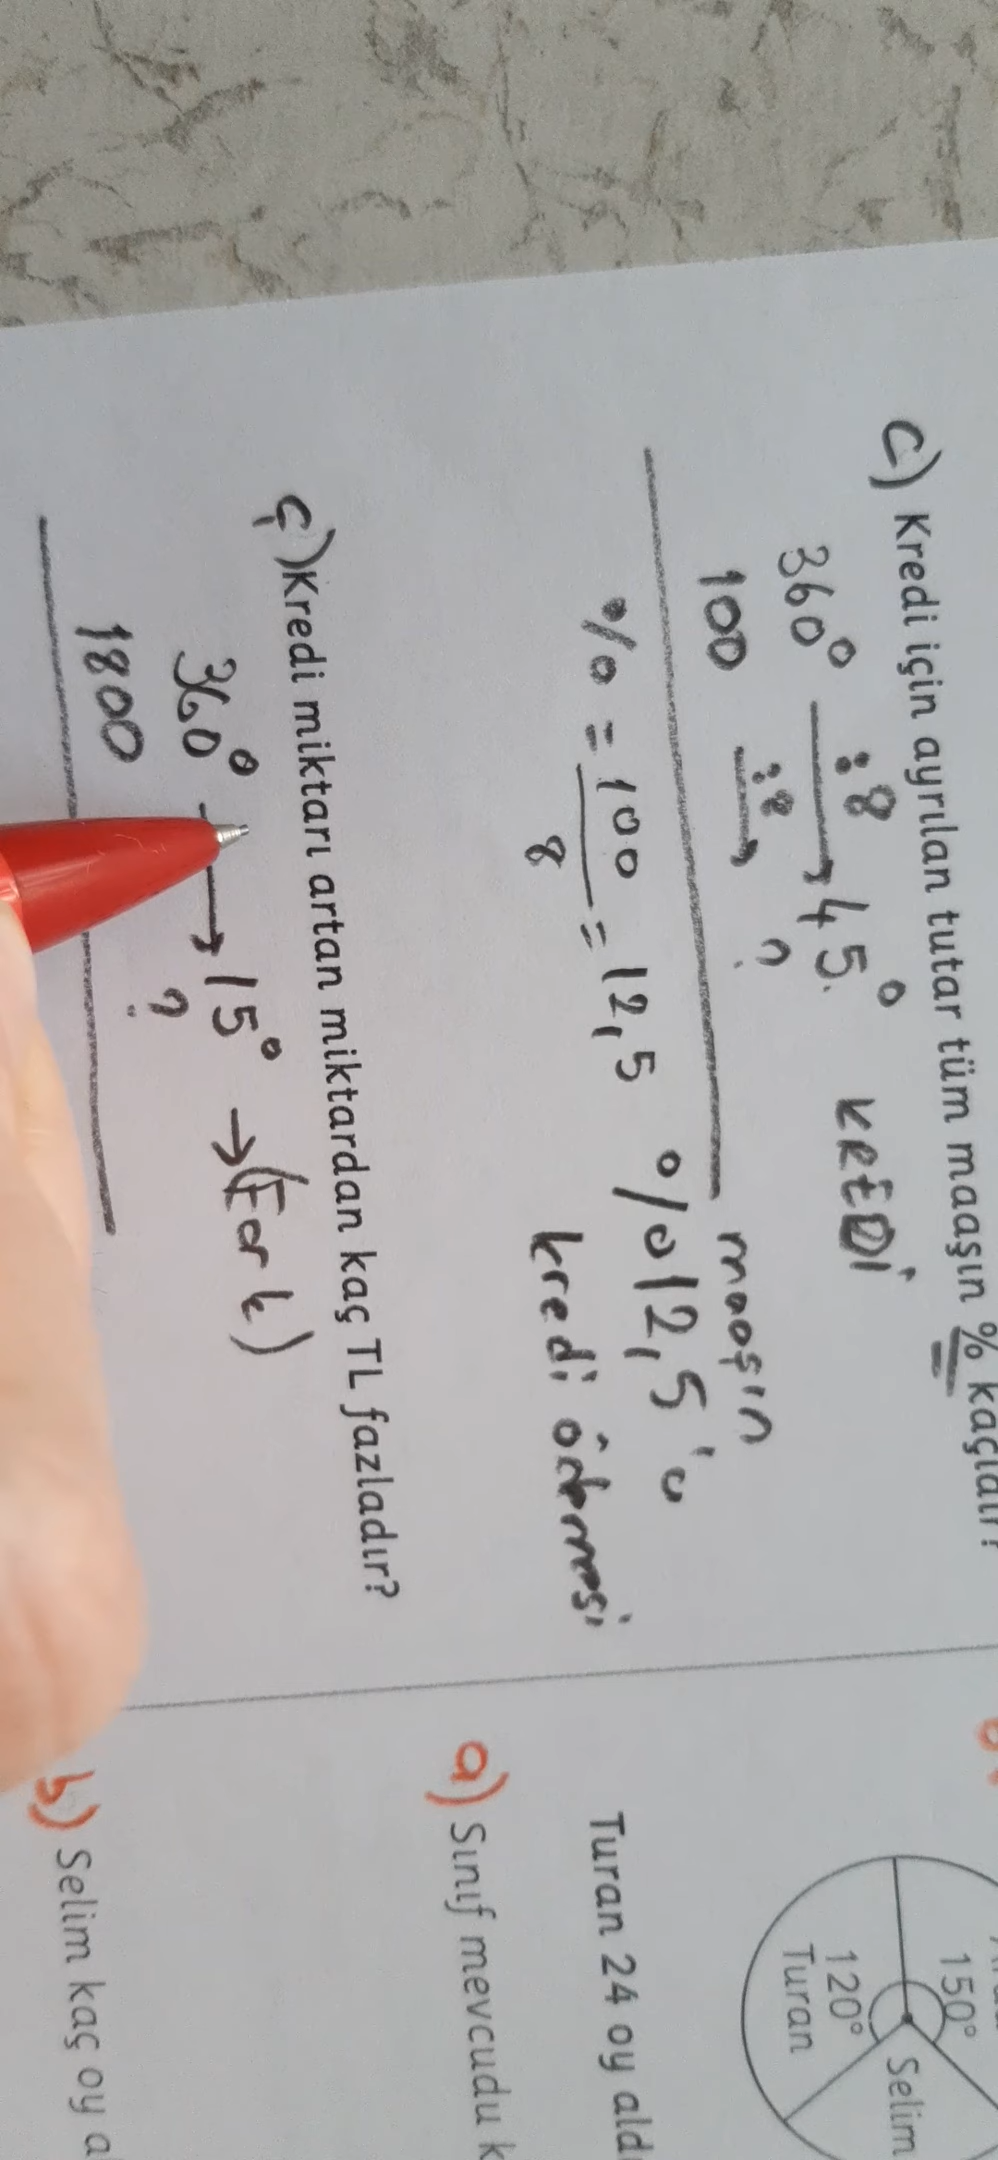 c) Kredi için ayrılan tutar tüm maaşın % kaçıdır?
360° :8 → 45° KREDİ
100 :8 → ?
% = 100/8 = 12,5
maaşın
%12,5'u
kredi ödemesi
ç) Kredi miktarı artan miktardan kaç TL fazladır?
360° → 15° → (Fark)
1800 ?
150°
120°
Turan
Selim
Turan 24 oy ald
a) Sınıf mevcudu k
b) Selim kaç oy a